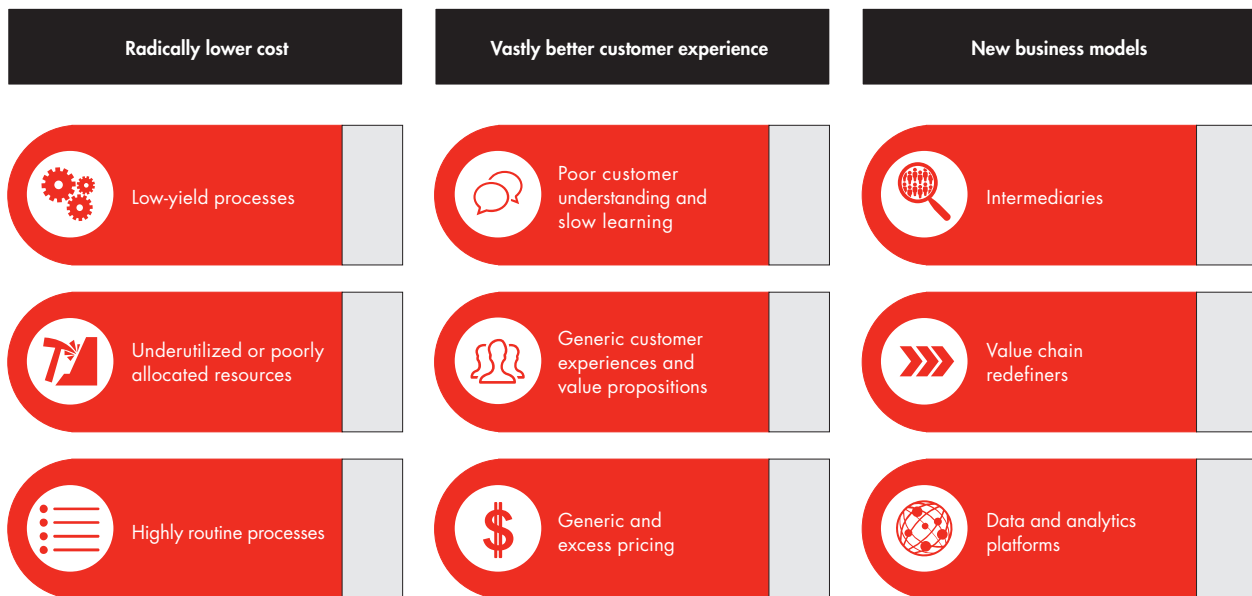 Radically lower cost
Vastly better customer experience
New business models
Low-yield processes
Poor customer
understanding and
slow learning
Intermediaries
Underutilized or poorly
allocated resources
Generic customer
experiences and
value propositions
Value chain
redefiners
Highly routine processes
Generic and
excess pricing
Data and analytics
platforms